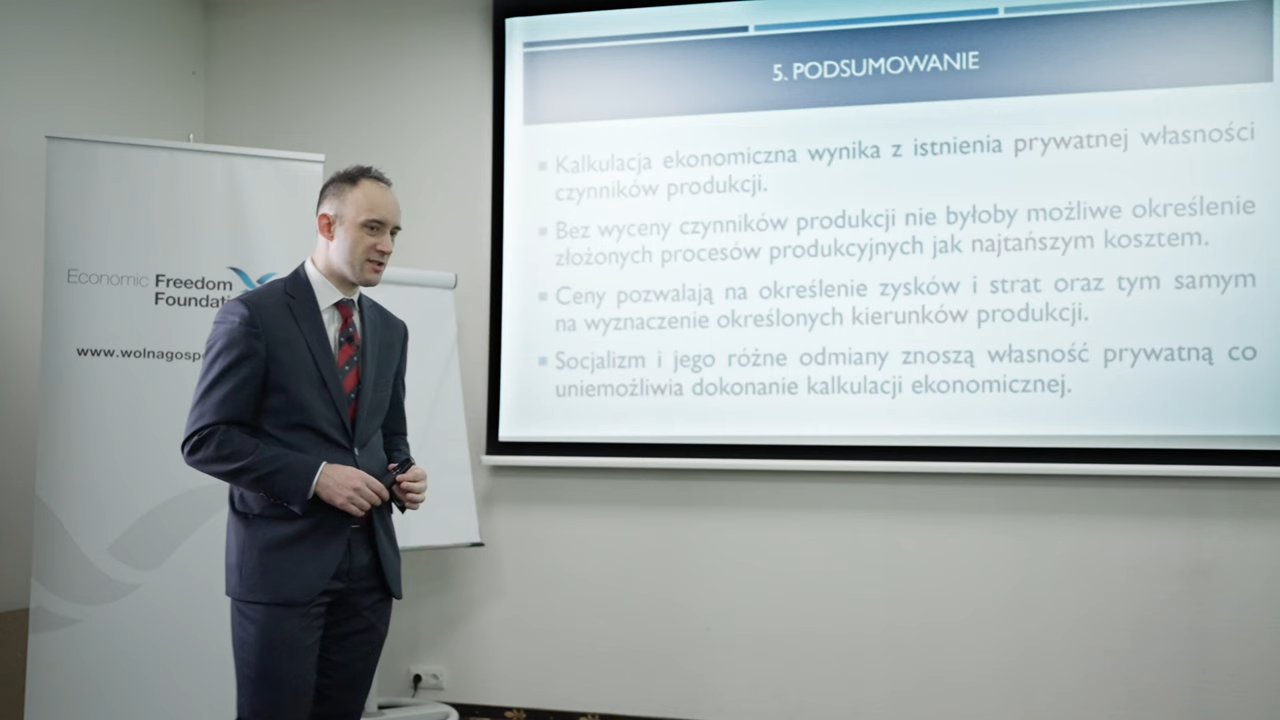 Economic Freedom
Foundati
www.wolnagosp
5. PODSUMOWANIE
Kalkulacja ekonomiczna wynika z istnienia prywatnej własności
czynników produkcji.
Bez wyceny czynników produkcji nie byłoby możliwe określenie
złożonych procesów produkcyjnych jak najtańszym kosztem.
Ceny pozwalają na określenie zysków i strat oraz tym samym
na wyznaczenie określonych kierunków produkcji.
Socjalizm i jego różne odmiany znoszą własność prywatną co
uniemożliwia dokonanie kalkulacji ekonomicznej.